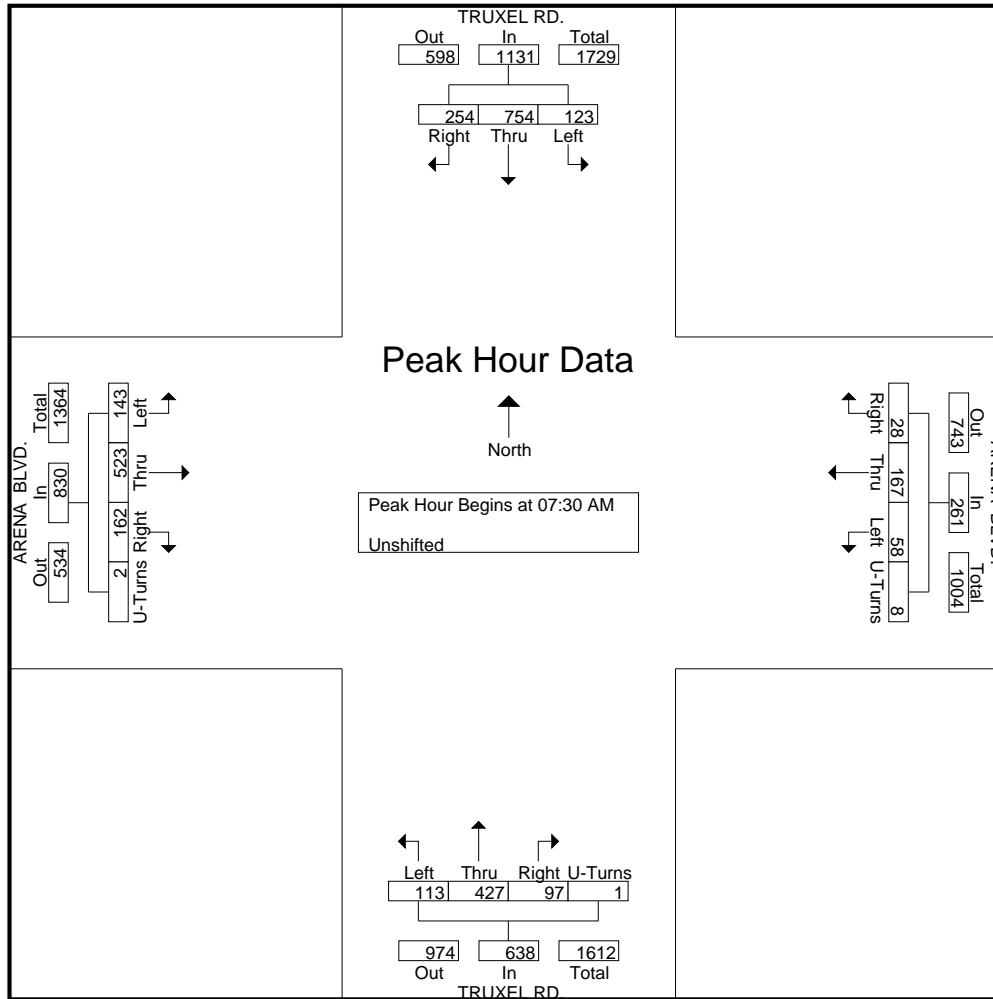 TRUXEL RD.
Out In Total
598 1131 1729
254 754 123
Right Thru Left
Peak Hour Data
North
Peak Hour Begins at 07:30 AM
Unshifted
ARENA BLVD.
Out In Total
534 830 1364
U-Turns Right Thru Left
2 162 523 143
Out In Total
743 261 1004
Right Thru Left U-Turns
28 167 58 8
Left Thru Right U-Turns
113 427 97 1
974 638 1612
Out In Total
TRUXEL RD.